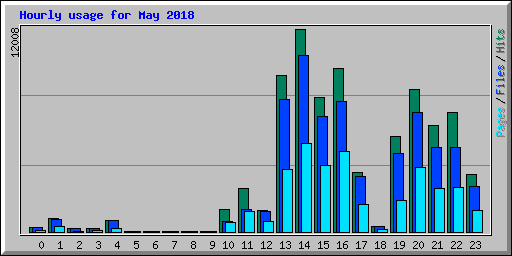 Hourly usage for May 2018
12008
Pages/Files/Hits
0 1 2 3 4 5 6 7 8 9 10 11 12 13 14 15 16 17 18 19 20 21 22 23